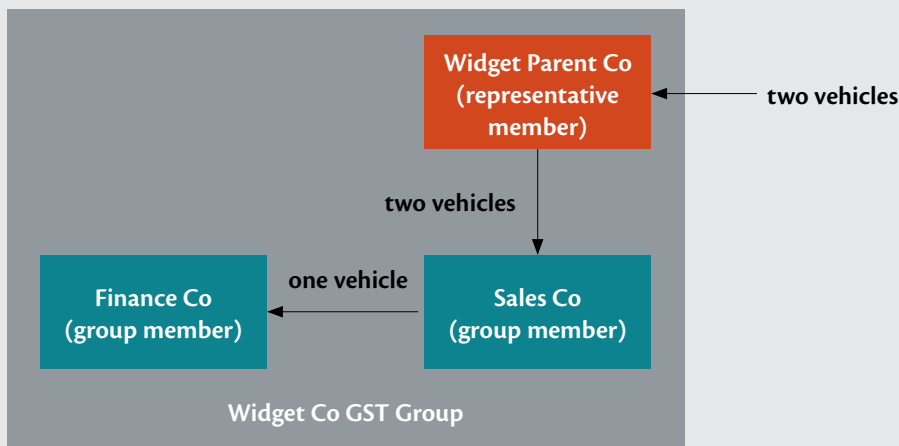 Widget Parent Co
(representative
member)
two vehicles
two vehicles
one vehicle
Finance Co
(group member)
Sales Co
(group member)
Widget Co GST Group